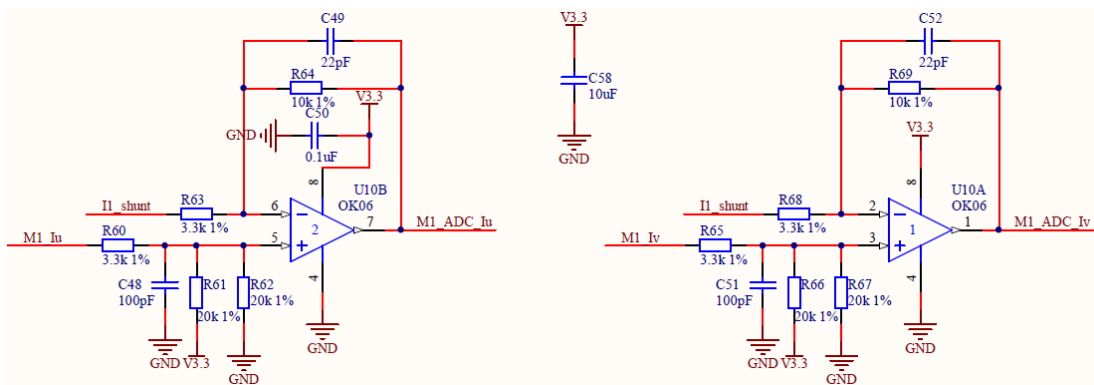 C49
22pF
R64
10k 1%
V3.3
C50
GND
0.1uF
8
U10B
OK06
I1_shunt
R63
3.3k 1%
6
2
7
M1_ADC_Iu
M1_Iu
R60
3.3k 1%
5
4
C48
100pF
R61
20k 1%
R62
20k 1%
GND
V3.3
GND
GND
V3.3
C58
10uF
GND
C52
22pF
R69
10k 1%
V3.3
8
U10A
OK06
I1_shunt
R68
3.3k 1%
2
1
1
M1_ADC_Iv
M1_Iv
R65
3.3k 1%
3
4
C51
100pF
R66
20k 1%
R67
20k 1%
GND
V3.3
GND
GND